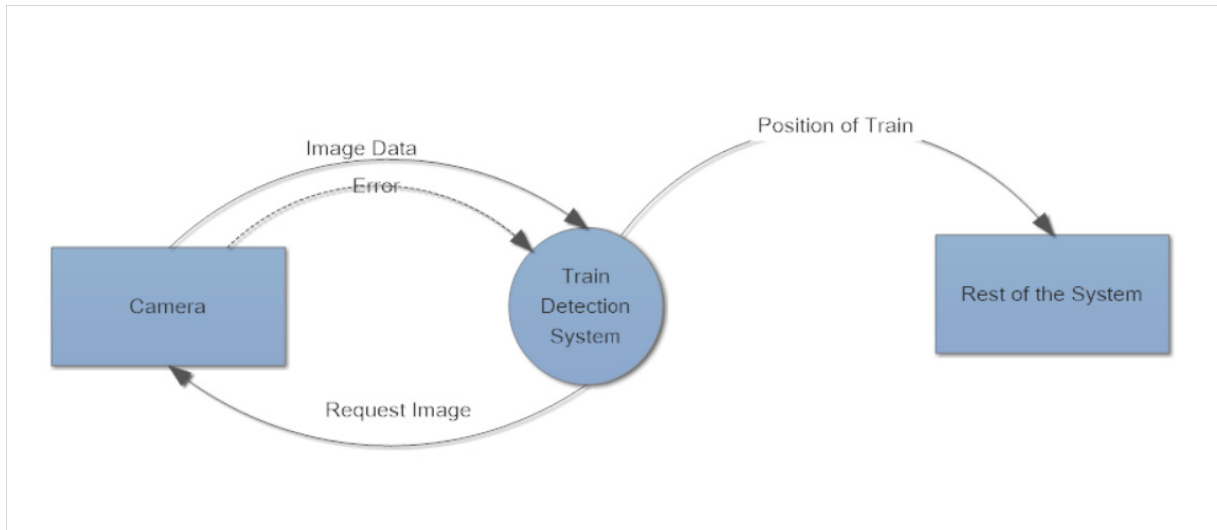 Position of Train
Image Data
Error
Train
Detection
System
Camera
Rest of the System
Request Image